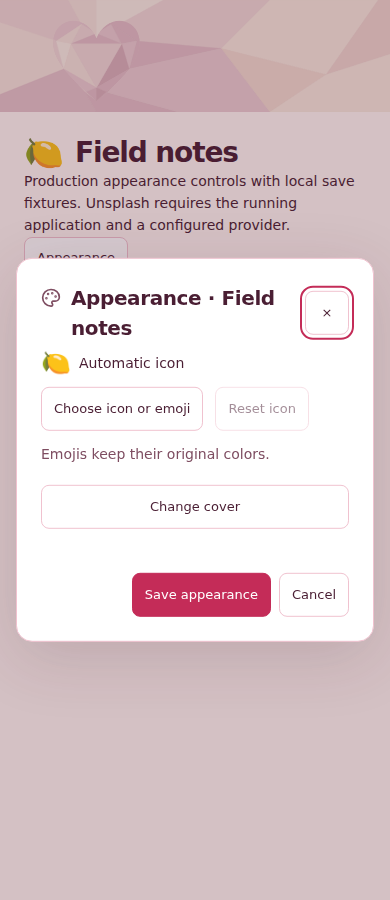 🍋 Field notes
Production appearance controls with local save
fixtures. Unsplash requires the running
application and a configured provider.
Appearance
Appearance · Field
notes
×
🍋 Automatic icon
Choose icon or emoji
Reset icon
Emojis keep their original colors.
Change cover
Save appearance
Cancel